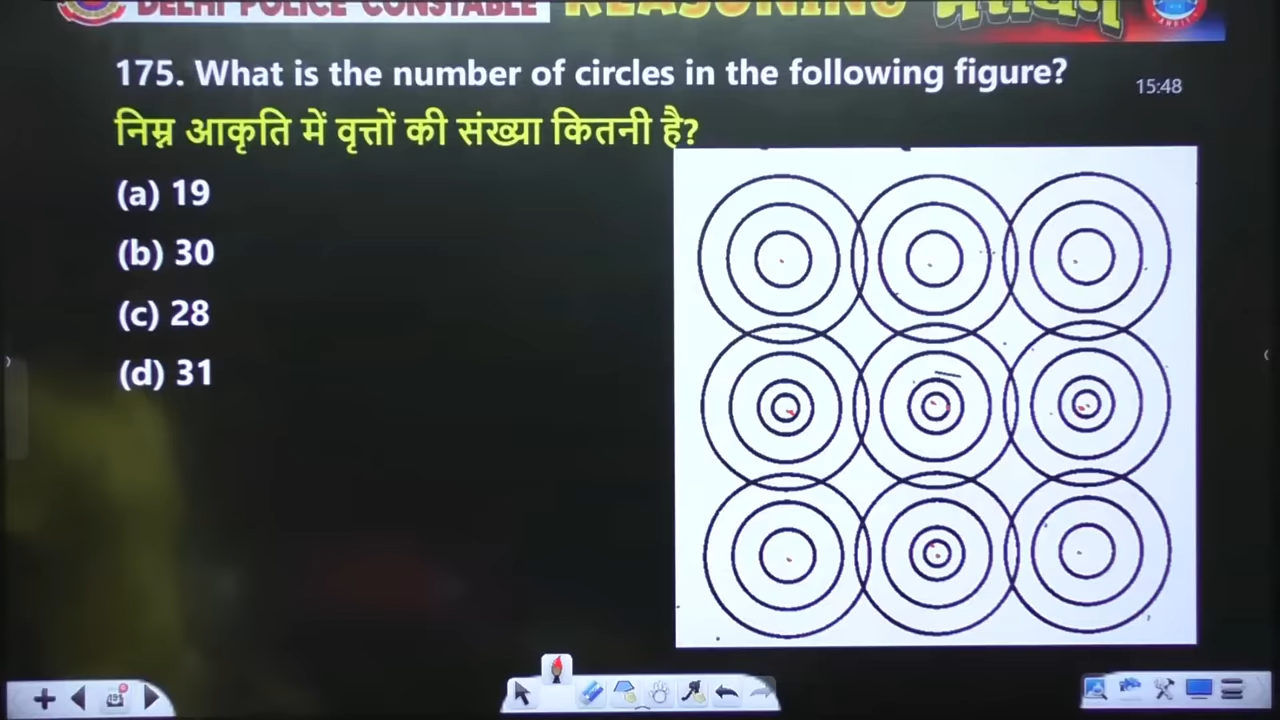 DELHI POLICE CONSTABLE REASONING
175. What is the number of circles in the following figure?
15:48
निम्न आकृति में वृत्तों की संख्या कितनी है?
(a) 19
(b) 30
(c) 28
(d) 31